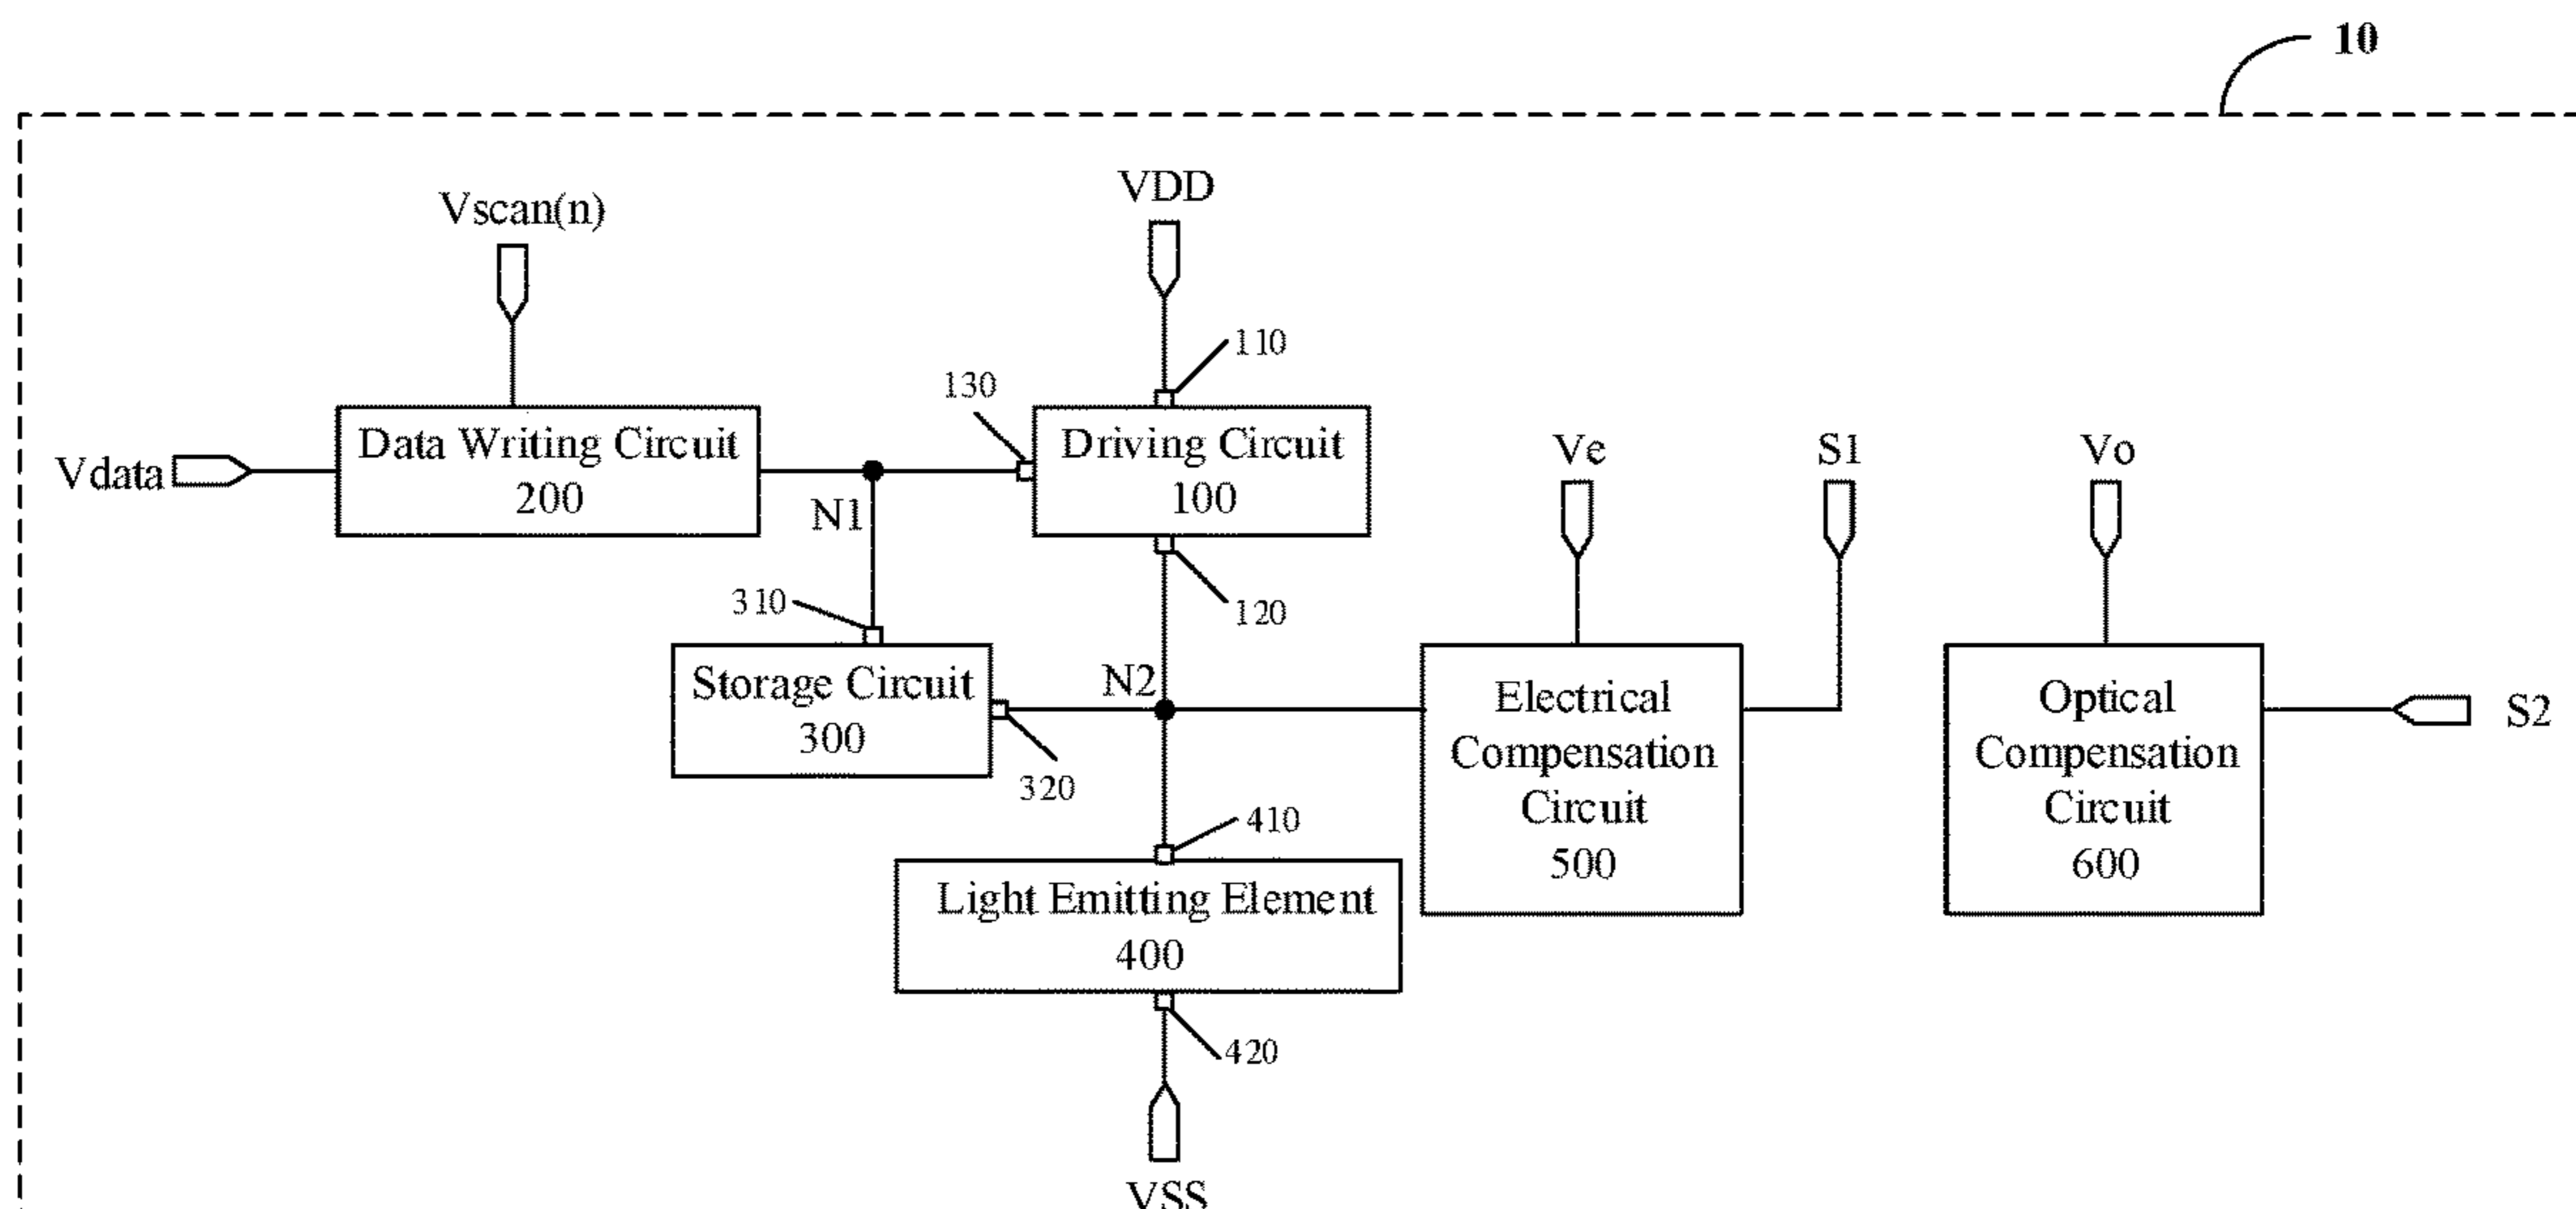 10
VDD
Vscan(n)
110
130
Data Writing Circuit
200
Driving Circuit
100
Ve
S1
Vo
Vdata
N1
310
120
Storage Circuit
300
N2
320
Electrical
Compensation
Circuit
500
Optical
Compensation
Circuit
600
S2
410
Light Emitting Element
400
420
VSS